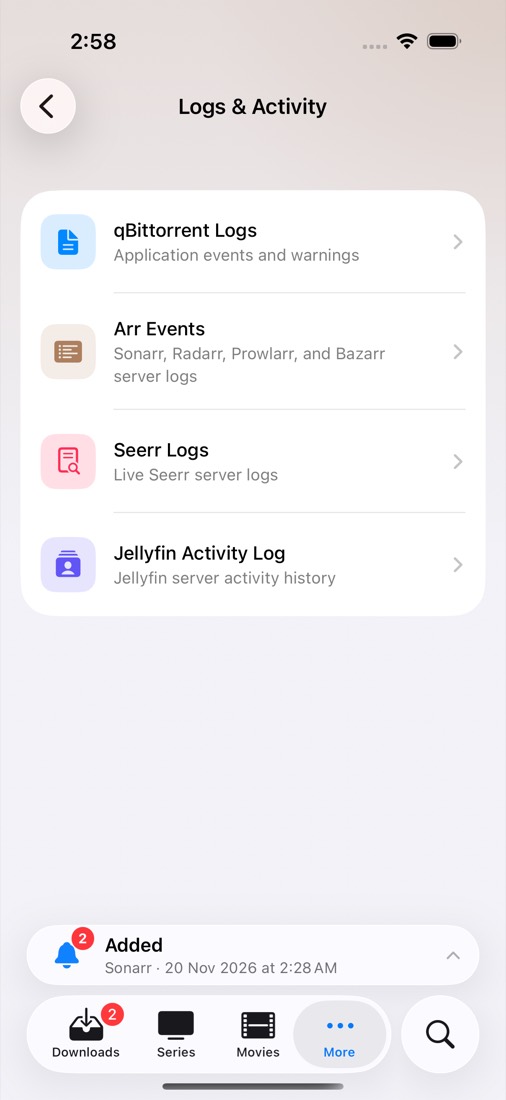 2:58
Logs & Activity
qBittorrent Logs
Application events and warnings
Arr Events
Sonarr, Radarr, Prowlarr, and Bazarr
server logs
Seerr Logs
Live Seerr server logs
Jellyfin Activity Log
Jellyfin server activity history
2
Added
Sonarr · 20 Nov 2026 at 2:28 AM
2
Downloads
Series
Movies
More